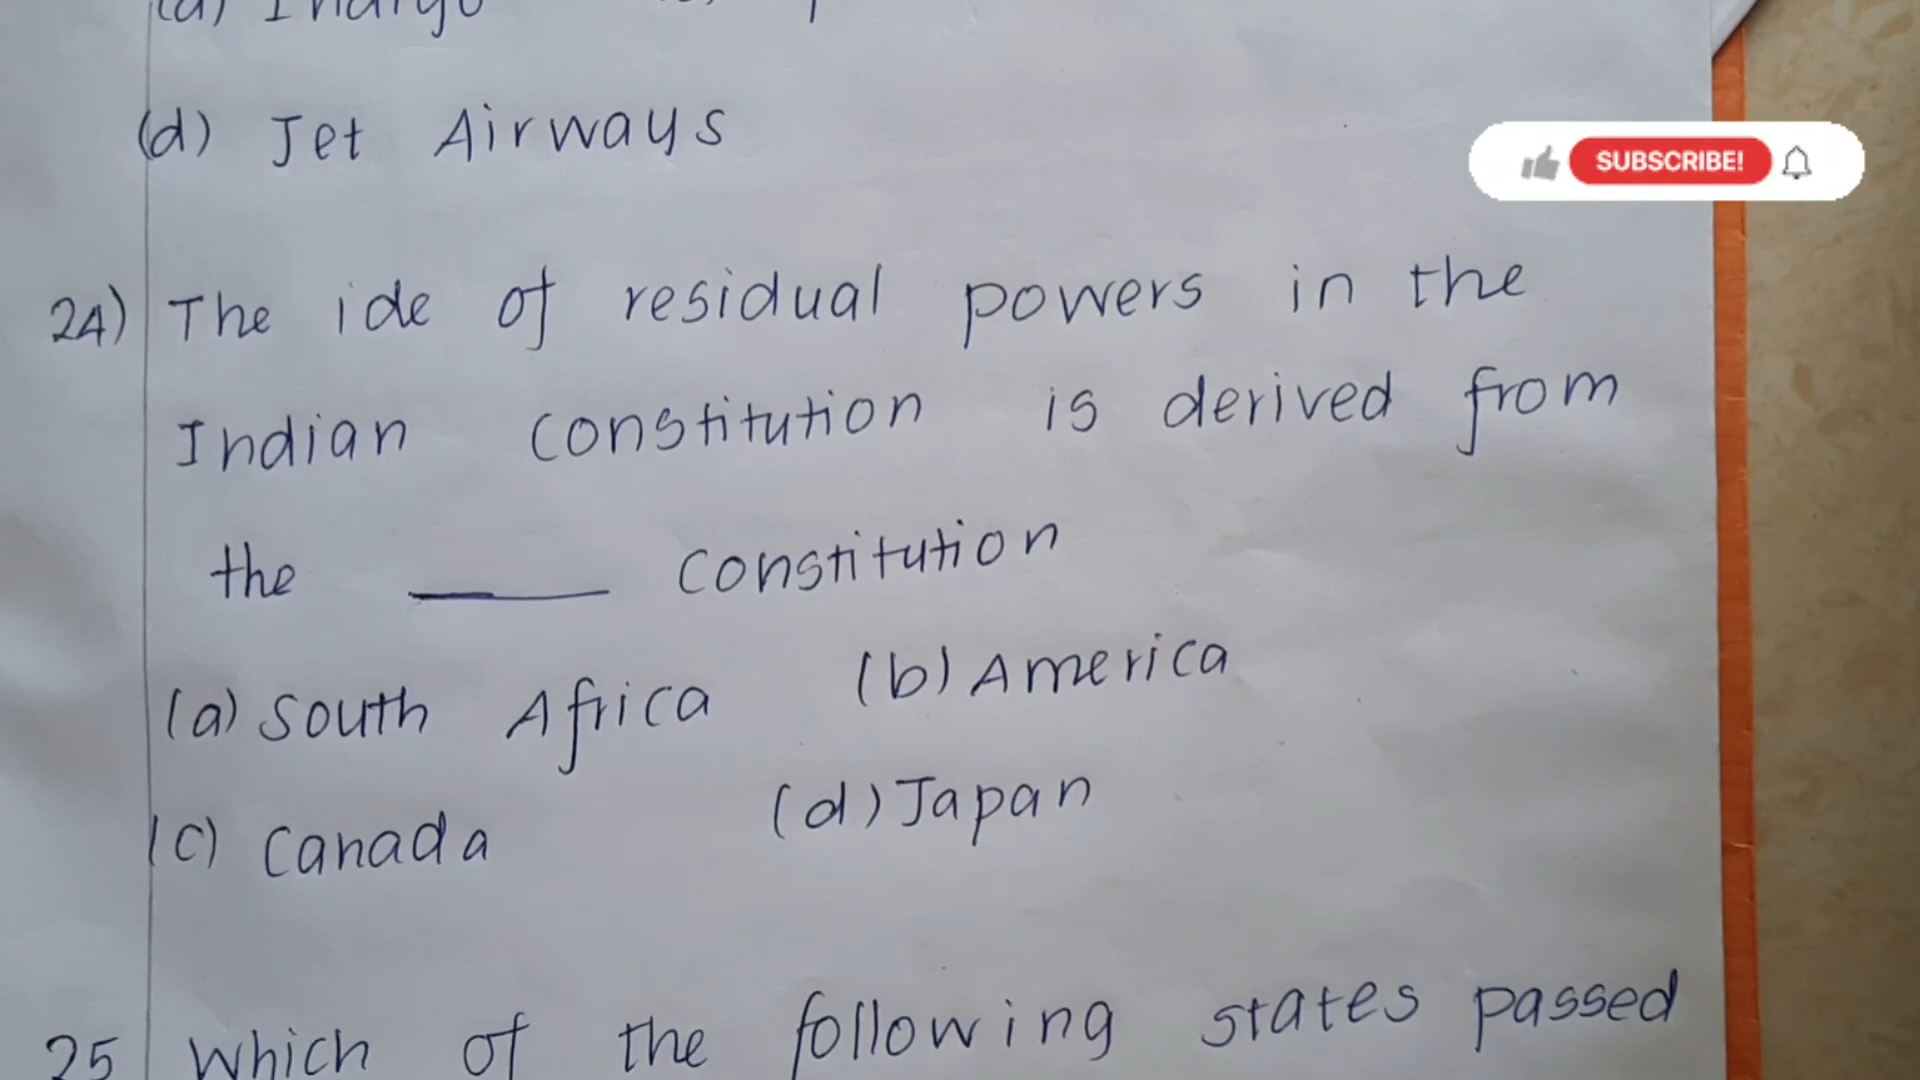 (d) Jet Airways
SUBSCRIBE!
24) The ide of residual powers in the
Indian constitution is derived from
the ____ constitution
(a) South Africa (b) America
(c) Canada (d) Japan
25 Which of the following states passed